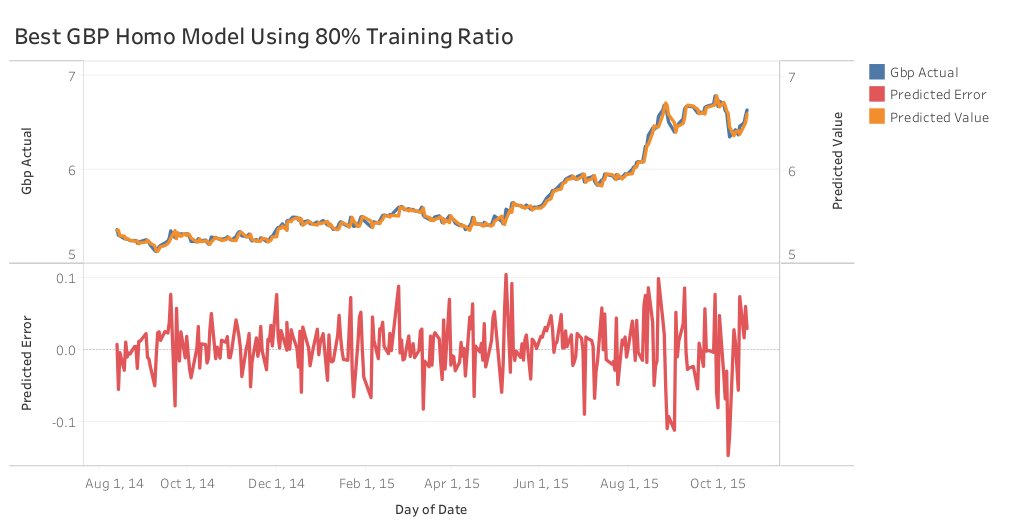 Best GBP Homo Model Using 80% Training Ratio
Gbp Actual
Predicted Error
Predicted Value
7
6
5
Gbp Actual
7
6
5
Predicted Value
0.1
0.0
-0.1
Predicted Error
Aug 1, 14 Oct 1, 14 Dec 1, 14 Feb 1, 15 Apr 1, 15 Jun 1, 15 Aug 1, 15 Oct 1, 15
Day of Date